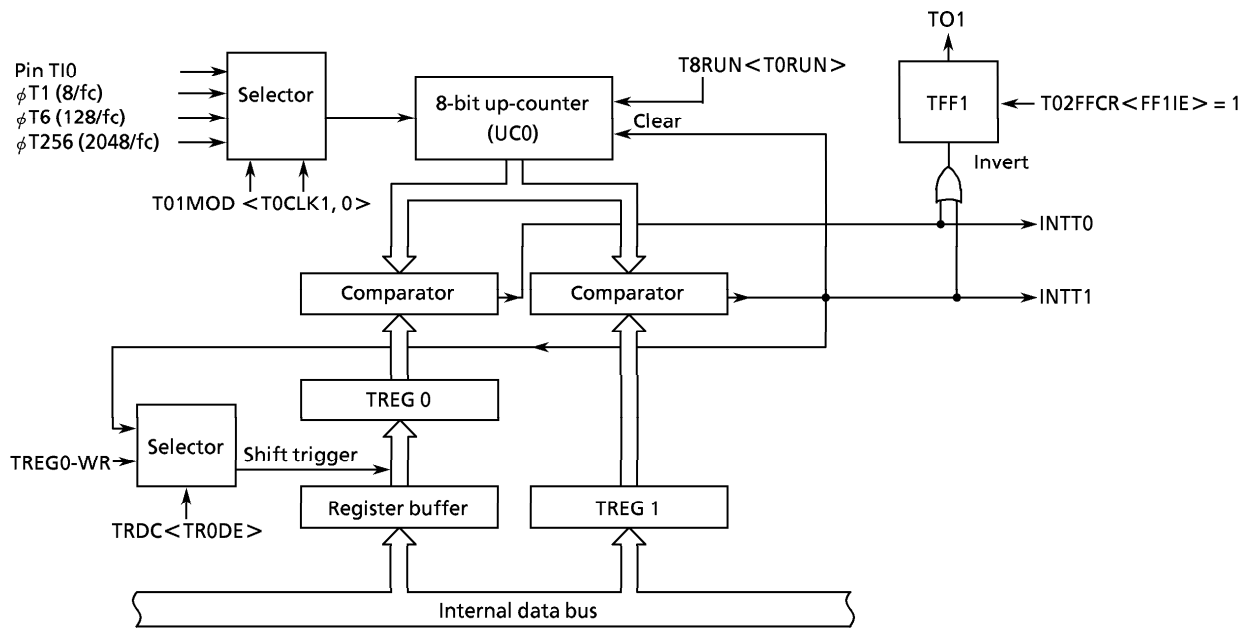 TO1
Pin TI0
ϕT1 (8/fc)
ϕT6 (128/fc)
ϕT256 (2048/fc)
Selector
8-bit up-counter
(UC0)
T8RUN<T0RUN>
Clear
TFF1
T02FFCR<FF1IE> = 1
Invert
T01MOD <T0CLK1, 0>
INTT0
Comparator
Comparator
INTT1
TREG 0
Selector
TREG0-WR
Shift trigger
Register buffer
TREG 1
TRDC<TR0DE>
Internal data bus